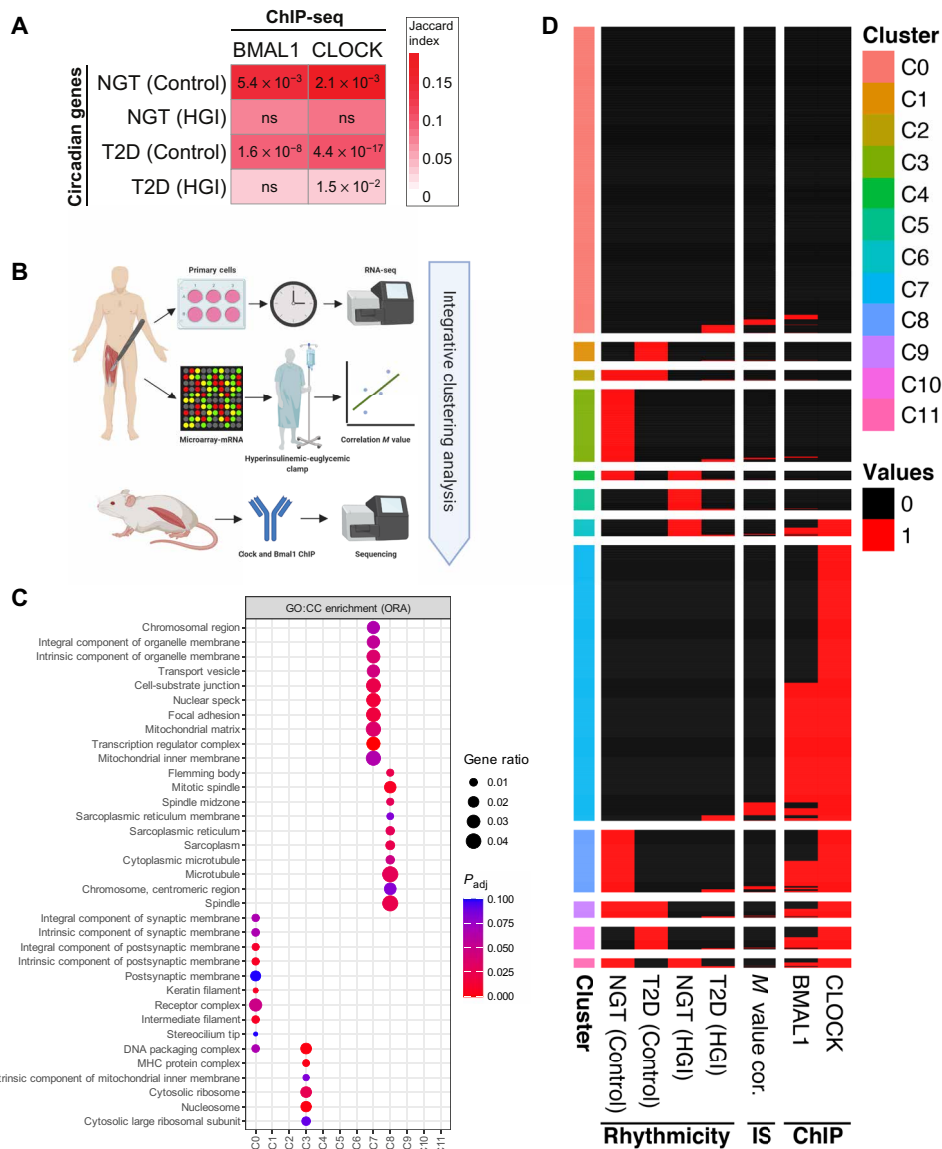 A
ChIP-seq
BMAL1 CLOCK
Circadian genes
NGT (Control) 5.4 × 10⁻³ 2.1 × 10⁻³
NGT (HGI) ns ns
T2D (Control) 1.6 × 10⁻⁸ 4.4 × 10⁻¹⁷
T2D (HGI) ns 1.5 × 10⁻²
Jaccard
index
0.15
0.1
0.05
0
B
Primary cells
RNA-seq
Microarray-mRNA
Hyperinsulinemic-euglycemic
clamp
Correlation M value
Clock and Bmal1 ChIP
Sequencing
Integrative clustering analysis
C
GO:CC enrichment (ORA)
Chromosomal region
Integral component of organelle membrane
Intrinsic component of organelle membrane
Transport vesicle
Cell-substrate junction
Nuclear speck
Focal adhesion
Mitochondrial matrix
Transcription regulator complex
Mitochondrial inner membrane
Flemming body
Mitotic spindle
Spindle midzone
Sarcoplasmic reticulum membrane
Sarcoplasmic reticulum
Sarcoplasm
Cytoplasmic microtubule
Microtubule
Chromosome, centromeric region
Spindle
Integral component of synaptic membrane
Intrinsic component of synaptic membrane
Integral component of postsynaptic membrane
Intrinsic component of postsynaptic membrane
Postsynaptic membrane
Keratin filament
Receptor complex
Intermediate filament
Stereocilium tip
DNA packaging complex
MHC protein complex
trinsic component of mitochondrial inner membrane
Cytosolic ribosome
Nucleosome
Cytosolic large ribosomal subunit
C0 C1 C2 C3 C4 C5 C6 C7 C8 C9 C10 C11
Gene ratio
0.01
0.02
0.03
0.04
Padj
0.100
0.075
0.050
0.025
0.000
D
Cluster
C0
C1
C2
C3
C4
C5
C6
C7
C8
C9
C10
C11
Values
0
1
Cluster
NGT (Control)
T2D (Control)
NGT (HGI)
T2D (HGI)
M value cor.
BMAL1
CLOCK
Rhythmicity IS ChIP